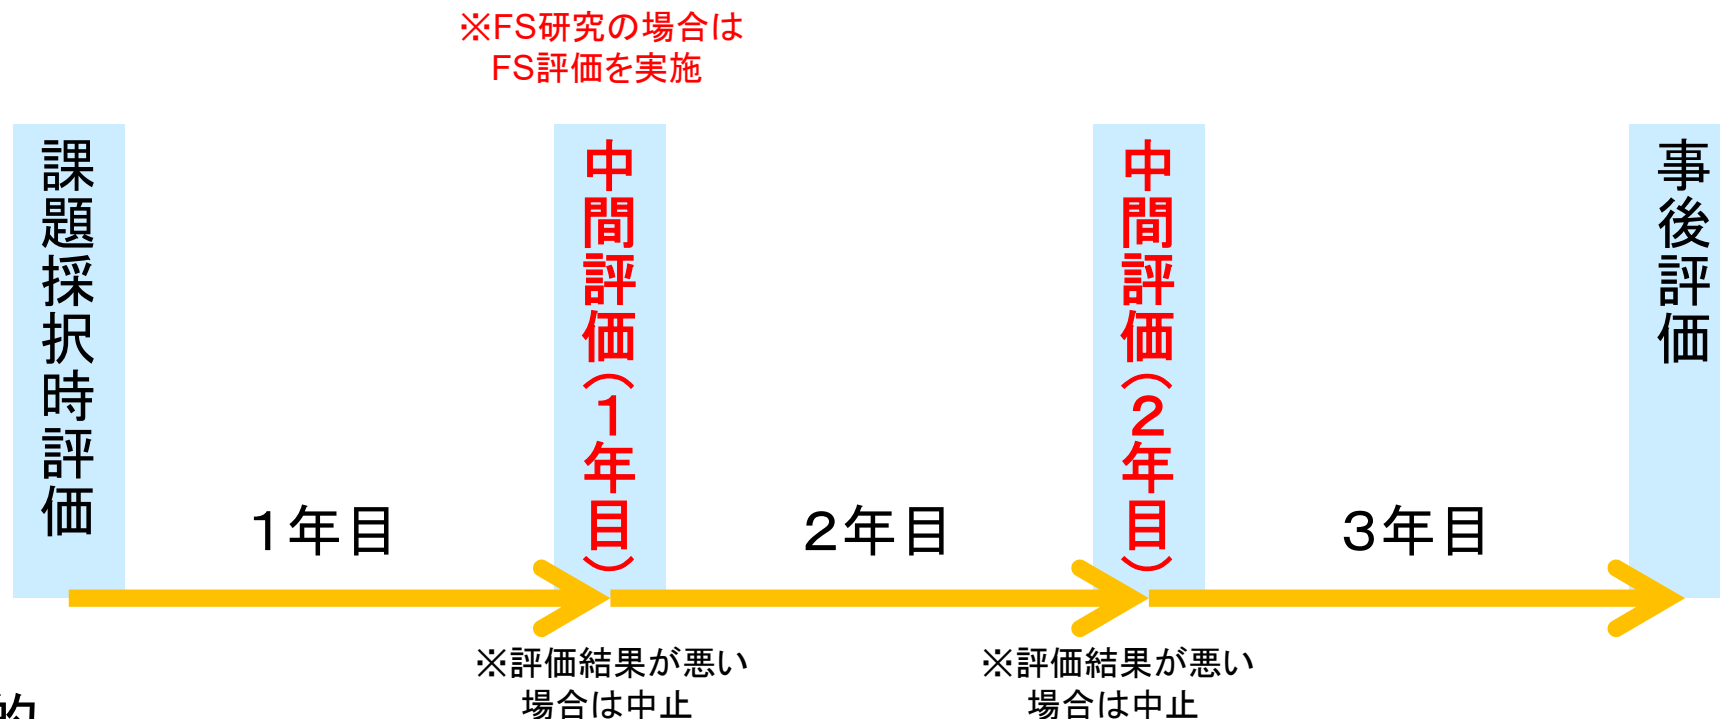 ※FS研究の場合は
FS評価を実施
課題採択時評価
中間評価（１年目）
中間評価（２年目）
事後評価
１年目
２年目
３年目
※評価結果が悪い
場合は中止
※評価結果が悪い
場合は中止
的